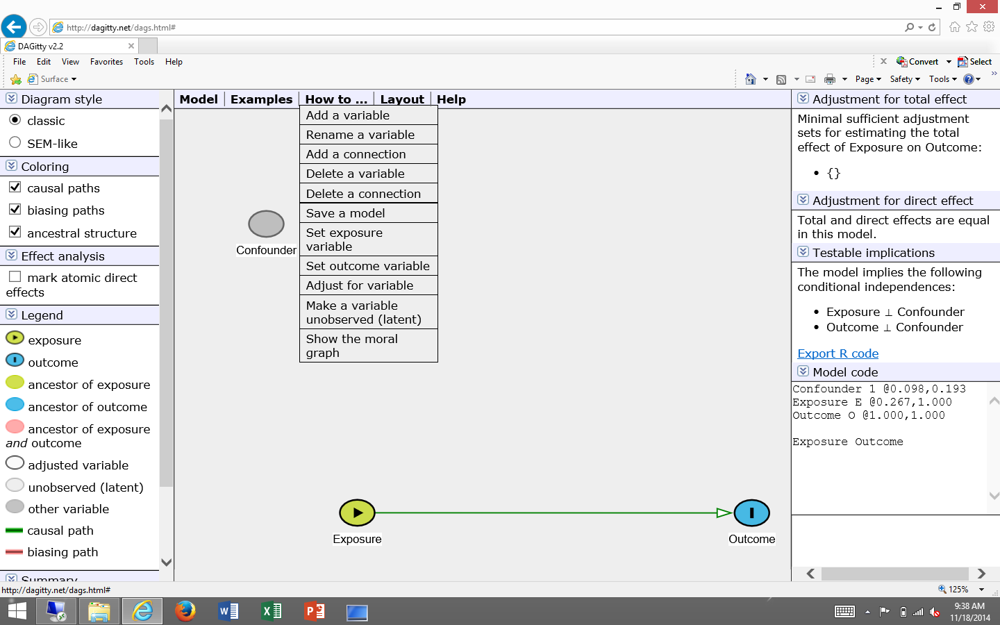 http://dagitty.net/dags.html#
DAGitty v2.2
File Edit View Favorites Tools Help
Convert Select
Surface
Page Safety Tools
Diagram style
classic
SEM-like
Coloring
causal paths
biasing paths
ancestral structure
Effect analysis
mark atomic direct
effects
Legend
exposure
outcome
ancestor of exposure
ancestor of outcome
ancestor of exposure
and outcome
adjusted variable
unobserved (latent)
other variable
causal path
biasing path
Summary
Model Examples How to ... Layout Help
Add a variable
Rename a variable
Add a connection
Delete a variable
Delete a connection
Save a model
Set exposure
variable
Set outcome variable
Adjust for variable
Make a variable
unobserved (latent)
Show the moral
graph
Confounder
Exposure
Outcome
Adjustment for total effect
Minimal sufficient adjustment
sets for estimating the total
effect of Exposure on Outcome:
• {}
Adjustment for direct effect
Total and direct effects are equal
in this model.
Testable implications
The model implies the following
conditional independences:
• Exposure ⊥ Confounder
• Outcome ⊥ Confounder
Export R code
Model code
Confounder 1 @0.098,0.193
Exposure E @0.267,1.000
Outcome O @1.000,1.000
Exposure Outcome
http://dagitty.net/dags.html#
125%
9:38 AM
11/18/2014